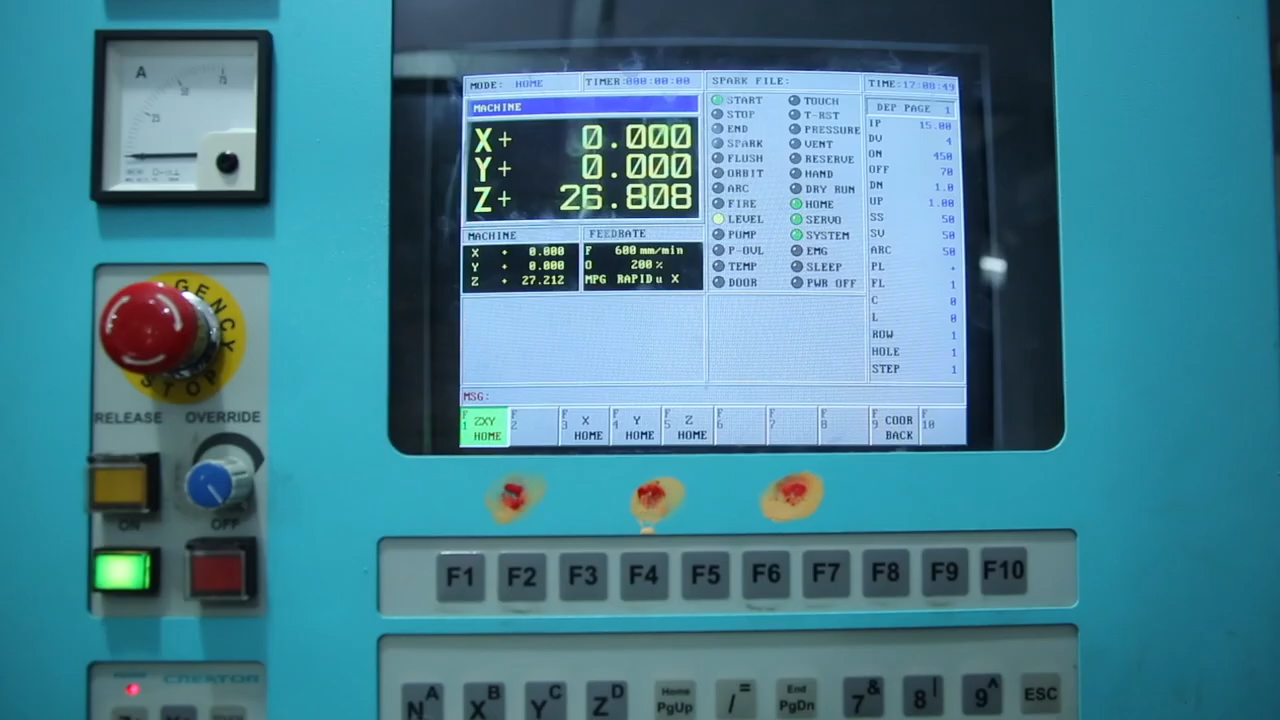 A
25
MODE: HOME
TIMER:000:00:00
SPARK FILE:
TIME:17:08:49
MACHINE
X+ 0.000
Y+ 0.000
Z+ 26.808
START
STOP
END
SPARK
FLUSH
ORBIT
ARC
FIRE
LEVEL
PUMP
P-OVL
TEMP
DOOR
TOUCH
T-RST
PRESSURE
VENT
RESERVE
HAND
DRY RUN
HOME
SERVO
SYSTEM
EMG
SLEEP
PWR OFF
DEP PAGE 1
IP 15.00
DV 4
ON 450
OFF 70
DN 1.0
UP 1.00
SS 50
SV 50
ARC 50
PL +
FL 1
C 0
L 0
ROW 1
HOLE 1
STEP 1
MACHINE
X + 0.000
Y + 0.000
Z + 27.212
FEEDRATE
F 600 mm/min
O 200 %
MPG RAPID u X
MSG:
F1 ZXY HOME
F2
F3 X HOME
F4 Y HOME
F5 Z HOME
F6
F7
F8
F9 COOR BACK
F10
GENCY
STOP
RELEASE OVERRIDE
ON OFF
F1 F2 F3 F4 F5 F6 F7 F8 F9 F10
CREATOR
N A
X B
Y C
Z D
Home PgUp
/ =
End PgDn
7 &
8 |
9 ^
ESC